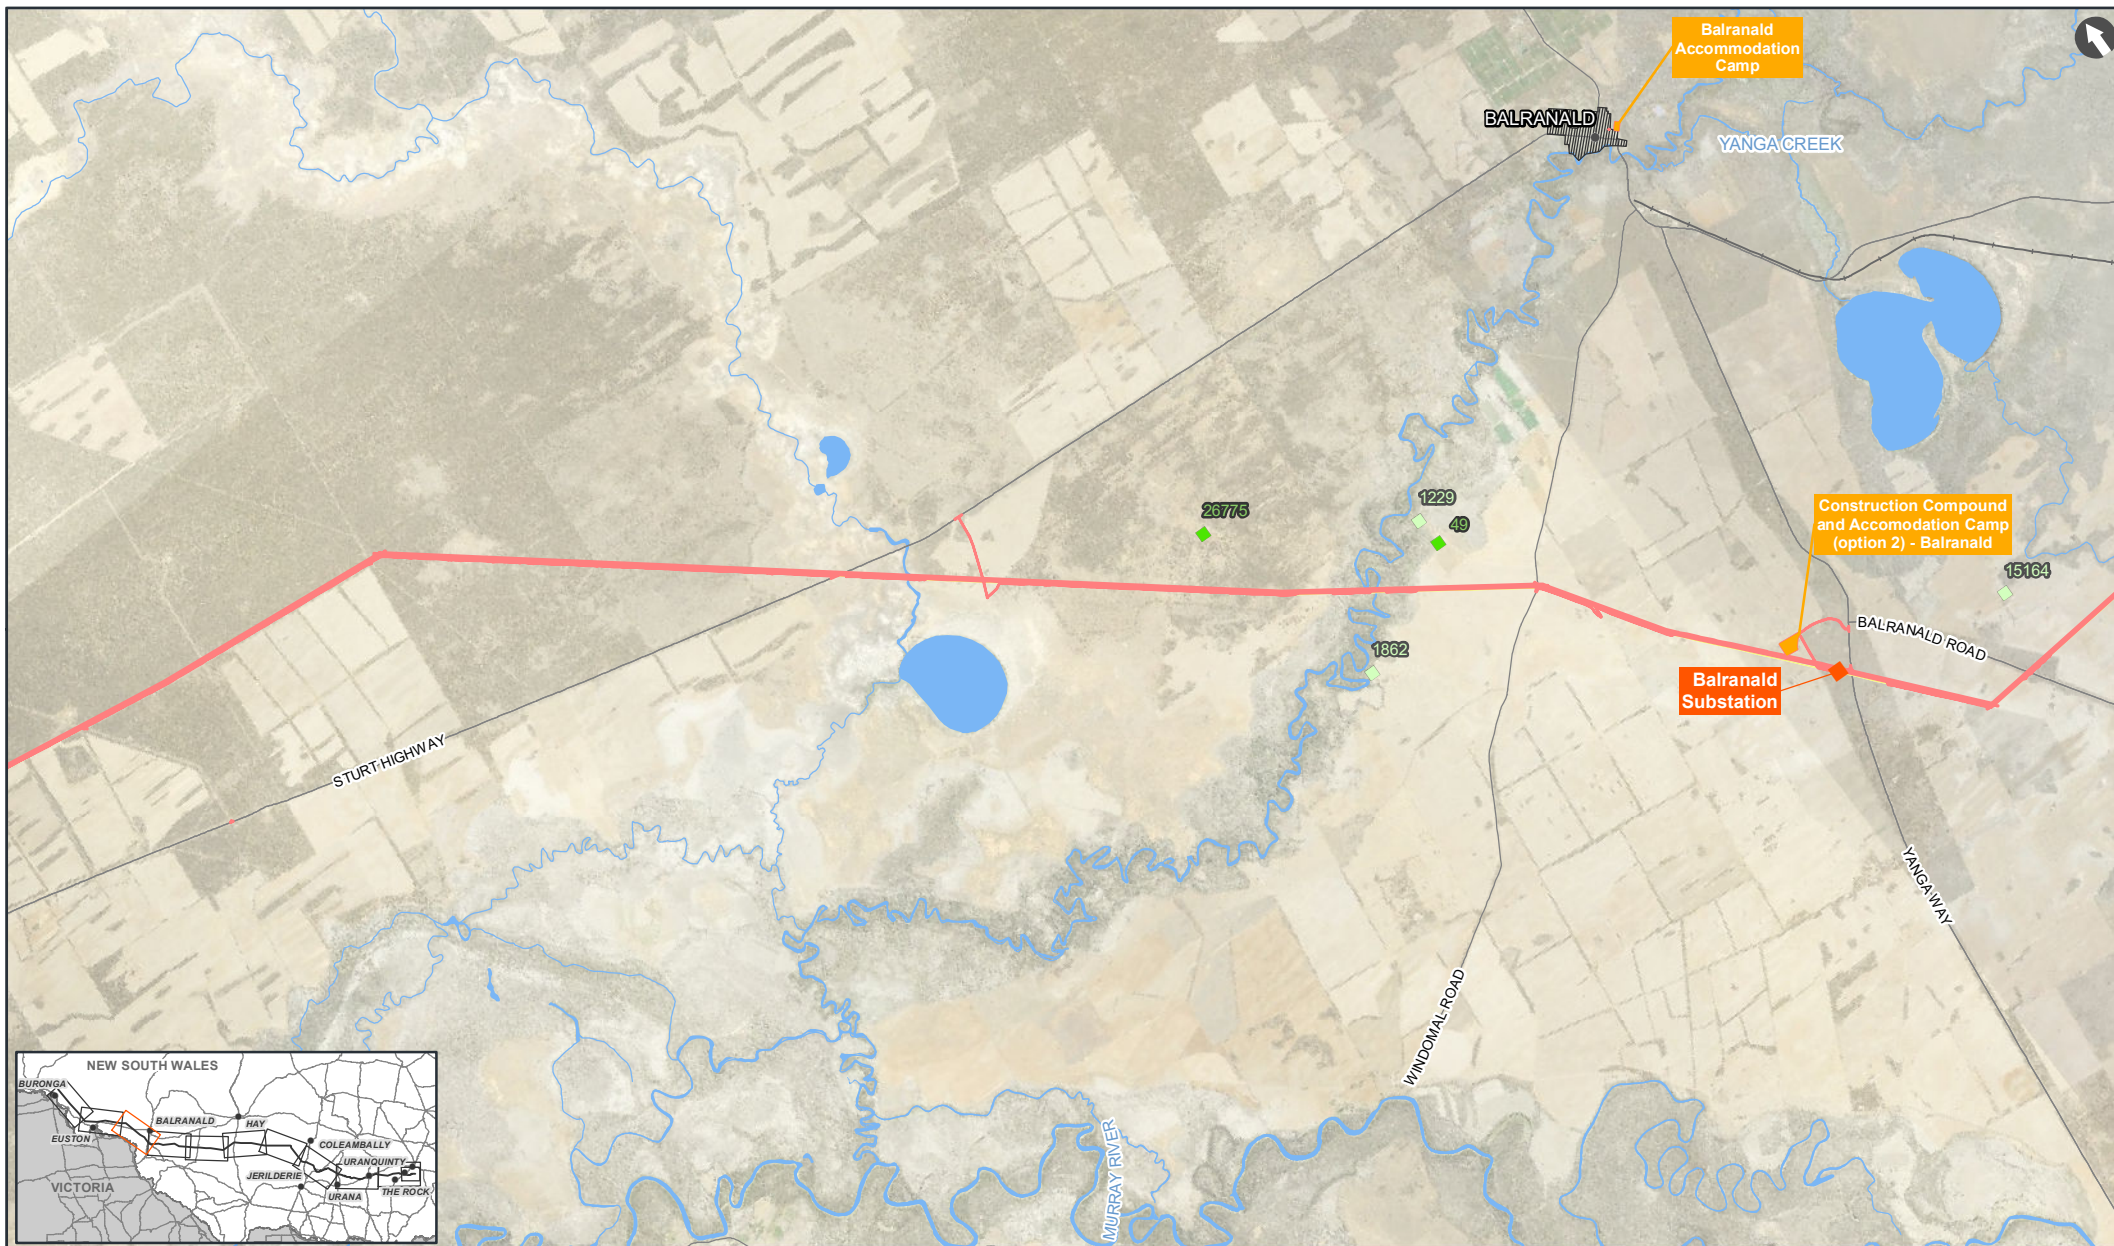 Balranald
Accommodation
Camp
BALRANALD
YANGA CREEK
Construction Compound
and Accomodation Camp
(option 2) - Balranald
26775
1229
49
15164
BALRANALD ROAD
1862
Balranald
Substation
STURT HIGHWAY
YANGA WAY
WINDOMAL ROAD
MURRAY RIVER
NEW SOUTH WALES
BURONGA
BALRANALD
HAY
EUSTON
COLEAMBALLY
URANQUINTY
JERILDERIE
VICTORIA
URANA
THE ROCK